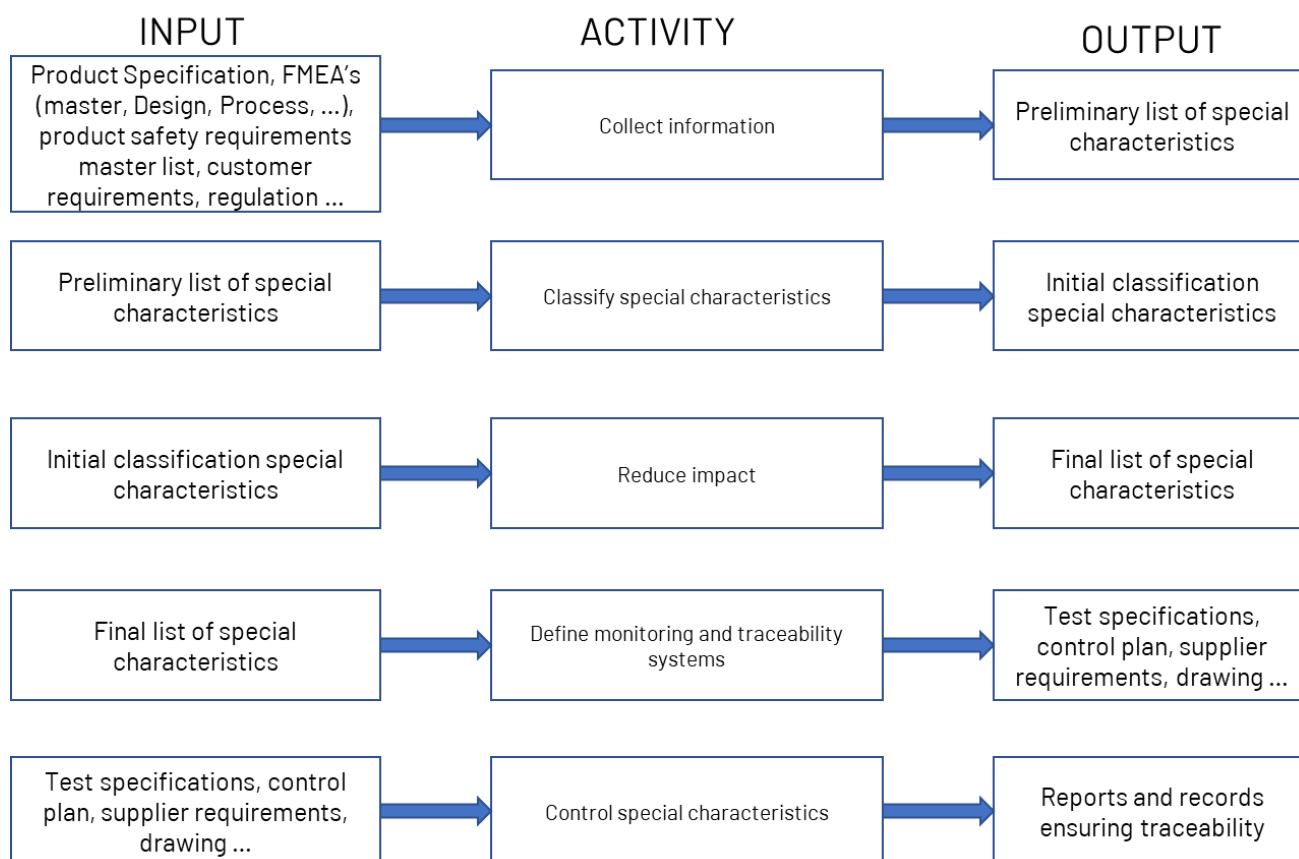 INPUT
ACTIVITY
OUTPUT
Product Specification, FMEA's
(master, Design, Process, ...),
product safety requirements
master list, customer
requirements, regulation ...
Collect information
Preliminary list of special
characteristics
Preliminary list of special
characteristics
Classify special characteristics
Initial classification
special characteristics
Initial classification special
characteristics
Reduce impact
Final list of special
characteristics
Final list of special
characteristics
Define monitoring and traceability
systems
Test specifications,
control plan, supplier
requirements, drawing ...
Test specifications, control
plan, supplier requirements,
drawing ...
Control special characteristics
Reports and records
ensuring traceability